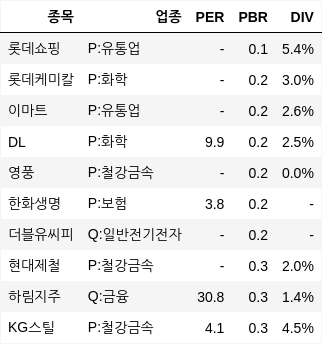 종목 업종 PER PBR DIV
롯데쇼핑 P:유통업 - 0.1 5.4%
롯데케미칼 P:화학 - 0.2 3.0%
이마트 P:유통업 - 0.2 2.6%
DL P:화학 9.9 0.2 2.5%
영풍 P:철강금속 - 0.2 0.0%
한화생명 P:보험 3.8 0.2 -
더블유씨피 Q:일반전기전자 - 0.2 -
현대제철 P:철강금속 - 0.3 2.0%
하림지주 Q:금융 30.8 0.3 1.4%
KG스틸 P:철강금속 4.1 0.3 4.5%